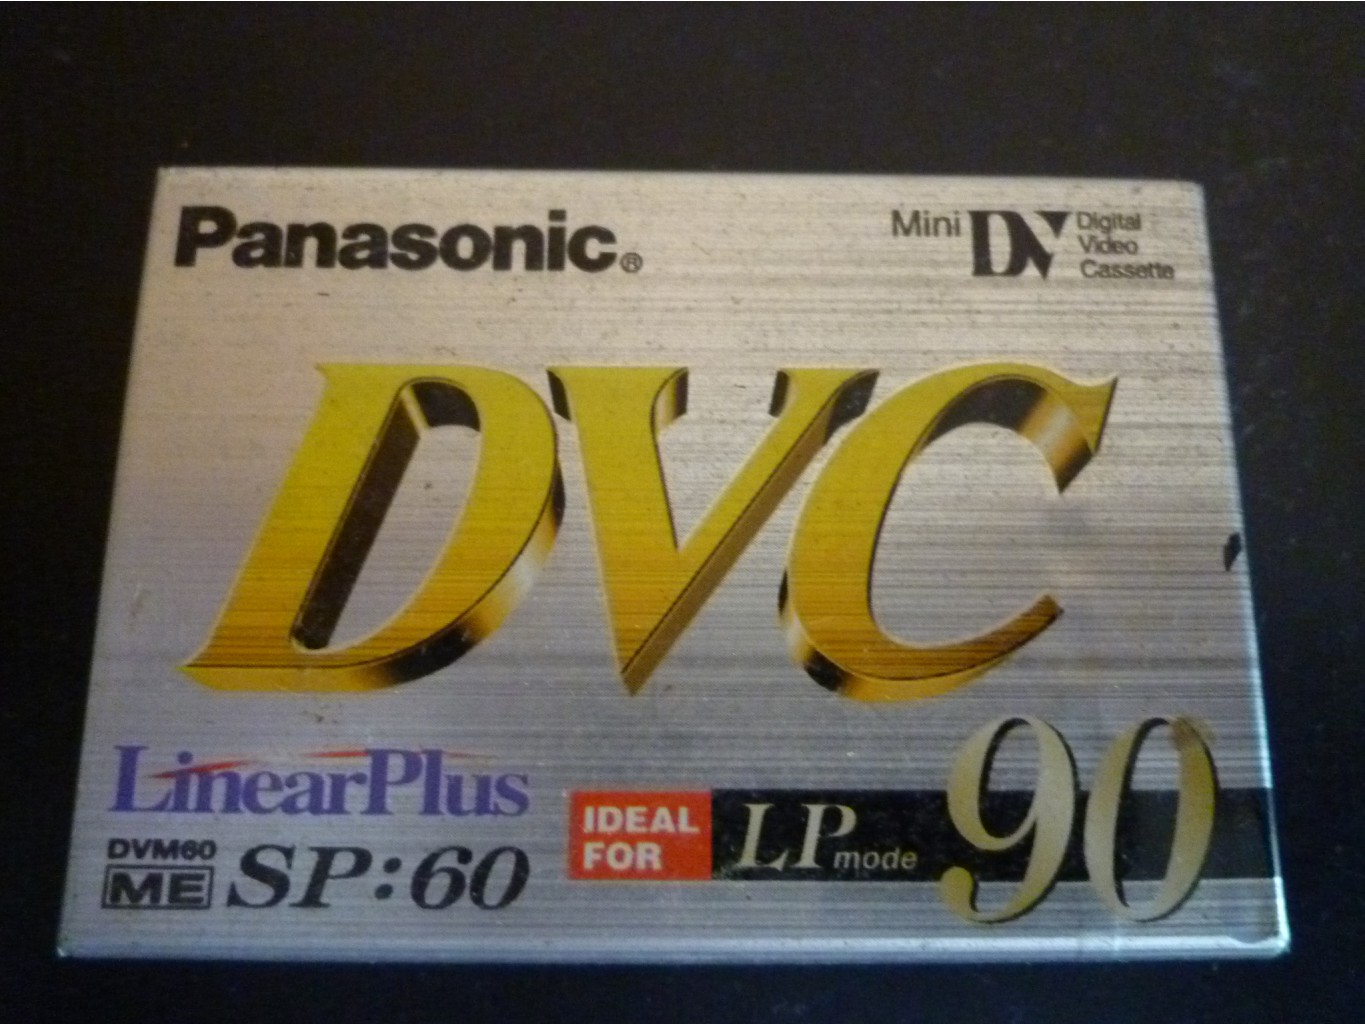 Panasonic®
Mini DV Digital
Video
Cassette
DVC
LinearPlus
DVM60
ME SP:60
IDEAL
FOR
LP mode 90